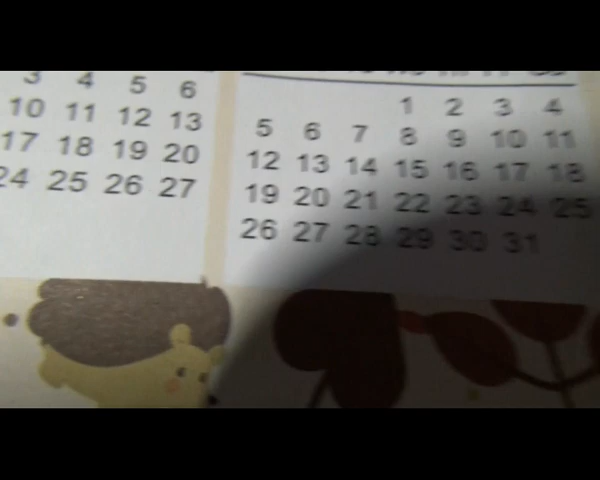 3 4 5 6
10 11 12 13
17 18 19 20
24 25 26 27
1 2 3 4
5 6 7 8 9 10 11
12 13 14 15 16 17 18
19 20 21 22 23 24 25
26 27 28 29 30 31